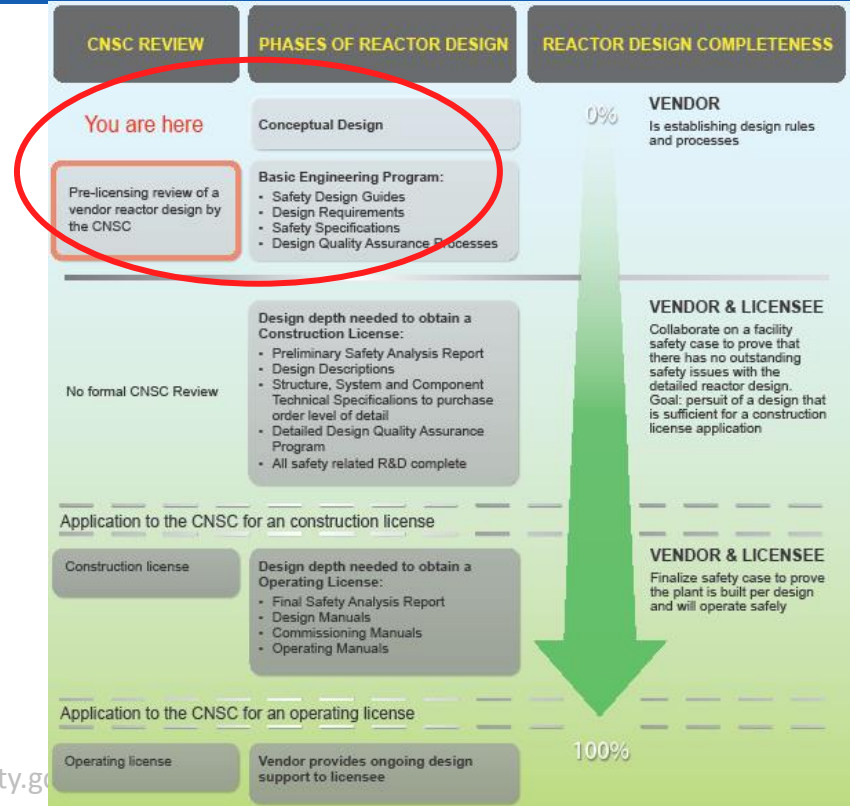 CNSC REVIEW
PHASES OF REACTOR DESIGN
REACTOR DESIGN COMPLETENESS
You are here
Conceptual Design
0%
VENDOR
Is establishing design rules
and processes
Pre-licensing review of a
vendor reactor design by
the CNSC
Basic Engineering Program:
• Safety Design Guides
• Design Requirements
• Safety Specifications
• Design Quality Assurance Processes
No formal CNSC Review
Design depth needed to obtain a
Construction License:
• Preliminary Safety Analysis Report
• Design Descriptions
• Structure, System and Component
Technical Specifications to purchase
order level of detail
• Detailed Design Quality Assurance
Program
• All safety related R&D complete
VENDOR & LICENSEE
Collaborate on a facility
safety case to prove that
there has no outstanding
safety issues with the
detailed reactor design.
Goal: persuit of a design that
is sufficient for a construction
license application
Application to the CNSC for an construction license
Construction license
Design depth needed to obtain a
Operating License:
• Final Safety Analysis Report
• Design Manuals
• Commissioning Manuals
• Operating Manuals
VENDOR & LICENSEE
Finalize safety case to prove
the plant is built per design
and will operate safely
Application to the CNSC for an operating license
100%
Operating license
Vendor provides ongoing design
support to licensee